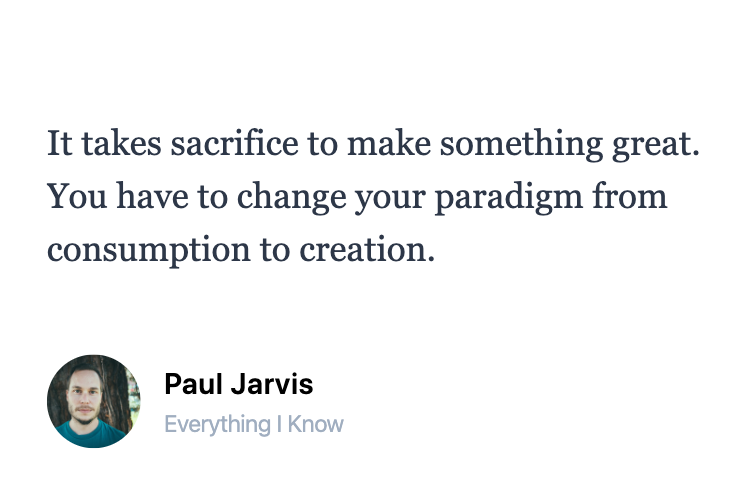 It takes sacrifice to make something great.
You have to change your paradigm from
consumption to creation.
Paul Jarvis
Everything I Know